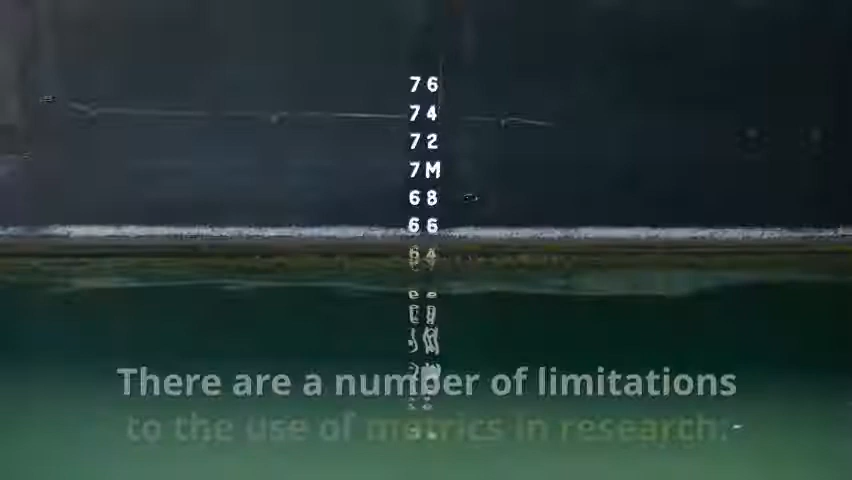 76
74
72
7M
68
66
64
There are a number of limitations
to the use of metrics in research: